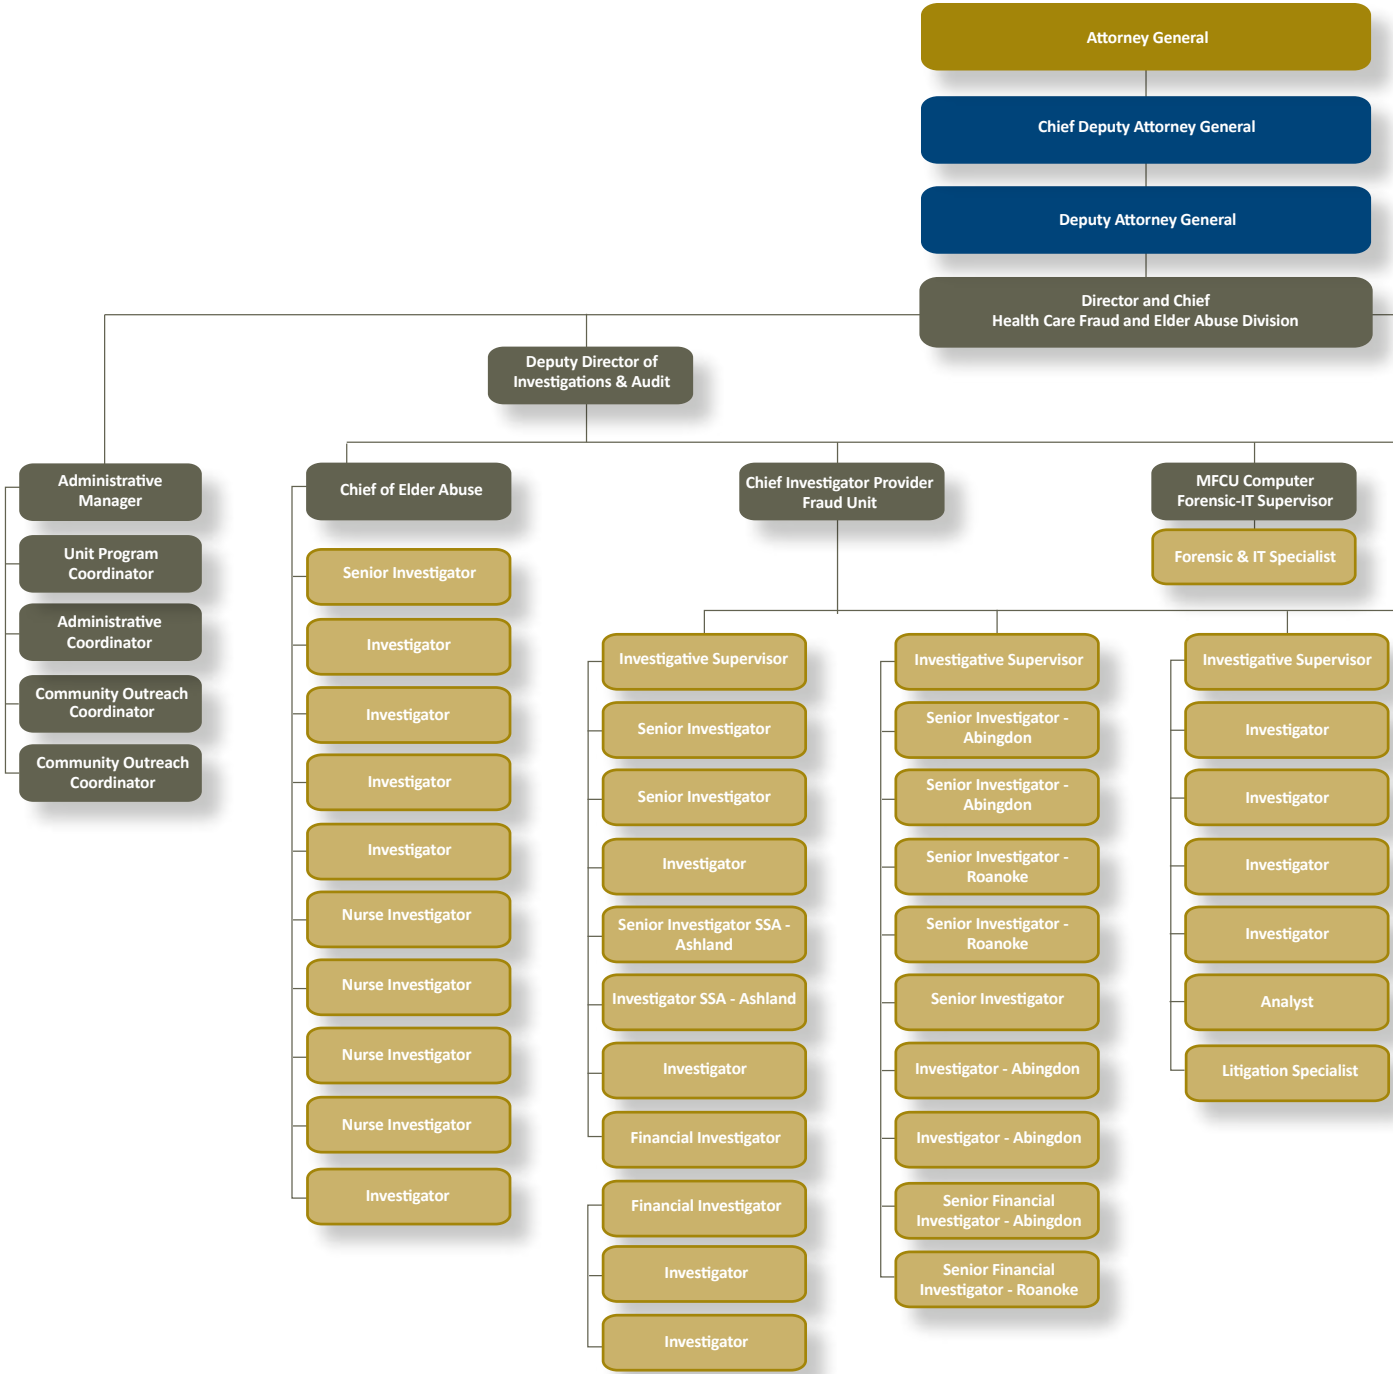 Attorney General
Chief Deputy Attorney General
Deputy Attorney General
Director and Chief
Health Care Fraud and Elder Abuse Division
Deputy Director of
Investigations & Audit
Administrative
Manager
Unit Program
Coordinator
Administrative
Coordinator
Community Outreach
Coordinator
Community Outreach
Coordinator
Chief of Elder Abuse
Senior Investigator
Investigator
Investigator
Investigator
Investigator
Nurse Investigator
Nurse Investigator
Nurse Investigator
Nurse Investigator
Investigator
Chief Investigator Provider
Fraud Unit
Investigative Supervisor
Senior Investigator
Senior Investigator
Investigator
Senior Investigator SSA -
Ashland
Investigator SSA - Ashland
Investigator
Financial Investigator
Financial Investigator
Investigator
Investigator
Investigative Supervisor
Senior Investigator -
Abingdon
Senior Investigator -
Abingdon
Senior Investigator -
Roanoke
Senior Investigator -
Roanoke
Senior Investigator
Investigator - Abingdon
Investigator - Abingdon
Senior Financial
Investigator - Abingdon
Senior Financial
Investigator - Roanoke
MFCU Computer
Forensic-IT Supervisor
Forensic & IT Specialist
Investigative Supervisor
Investigator
Investigator
Investigator
Investigator
Analyst
Litigation Specialist